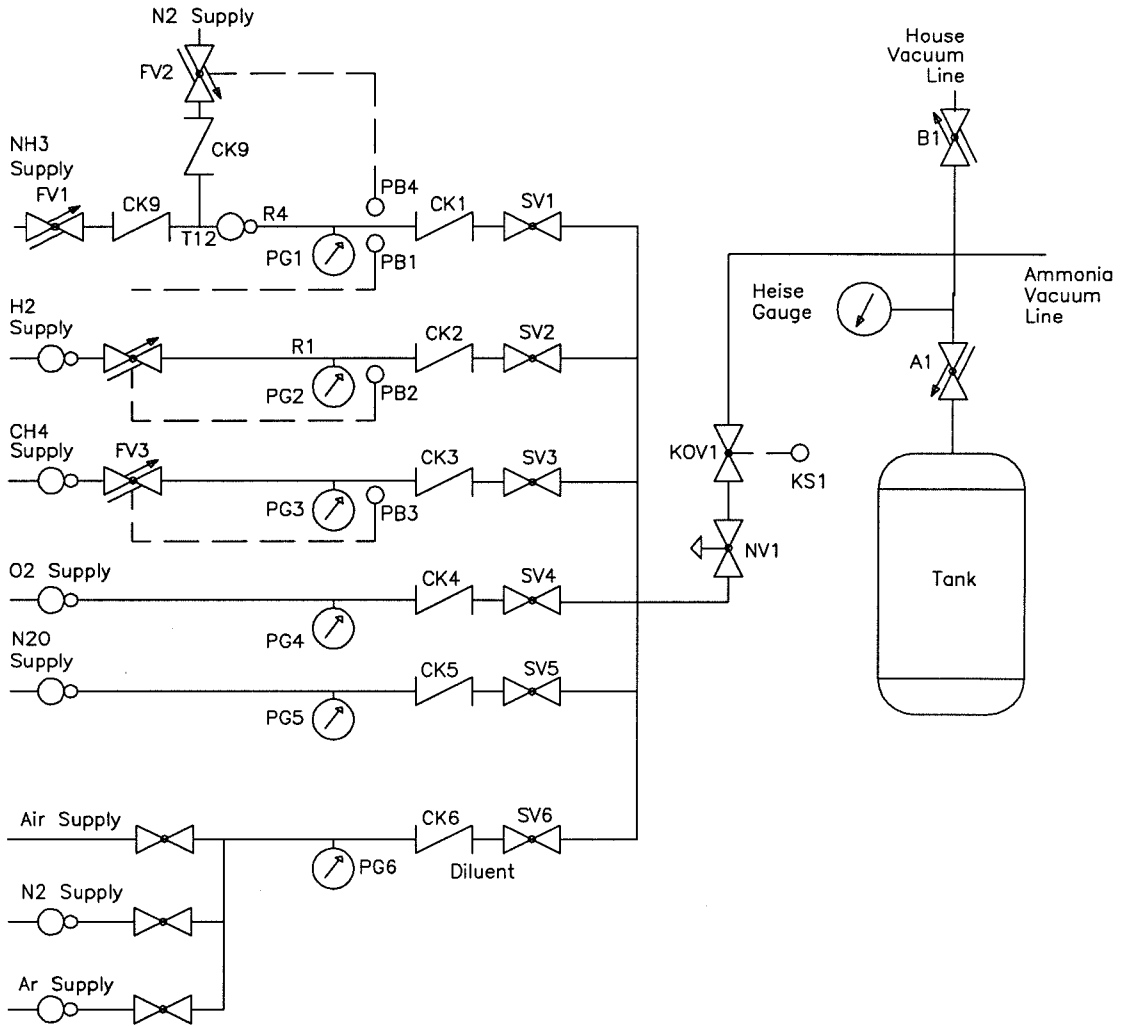 N2 Supply
FV2
CK9
NH3
Supply
FV1
CK9
T12
R4
PG1
PB4
PB1
CK1
SV1
H2
Supply
R1
PG2
PB2
CK2
SV2
CH4
Supply
FV3
PG3
PB3
CK3
SV3
O2 Supply
PG4
CK4
SV4
N2O
Supply
PG5
CK5
SV5
Air Supply
PG6
CK6
Diluent
SV6
N2 Supply
Ar Supply
House
Vacuum
Line
B1
Heise
Gauge
Ammonia
Vacuum
Line
A1
KOV1
KS1
NV1
Tank